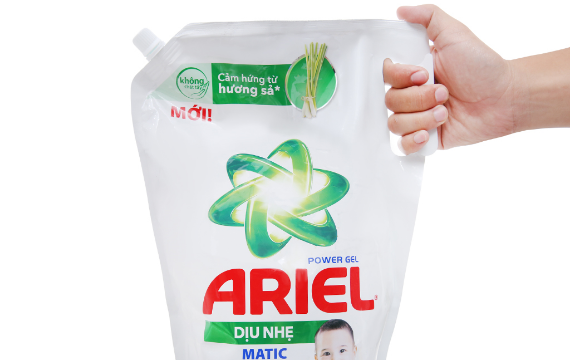 không
Cảm hứng từ
hương sả*
MỚI!
POWER GEL
ARIEL
DỊU NHẸ
MATIC